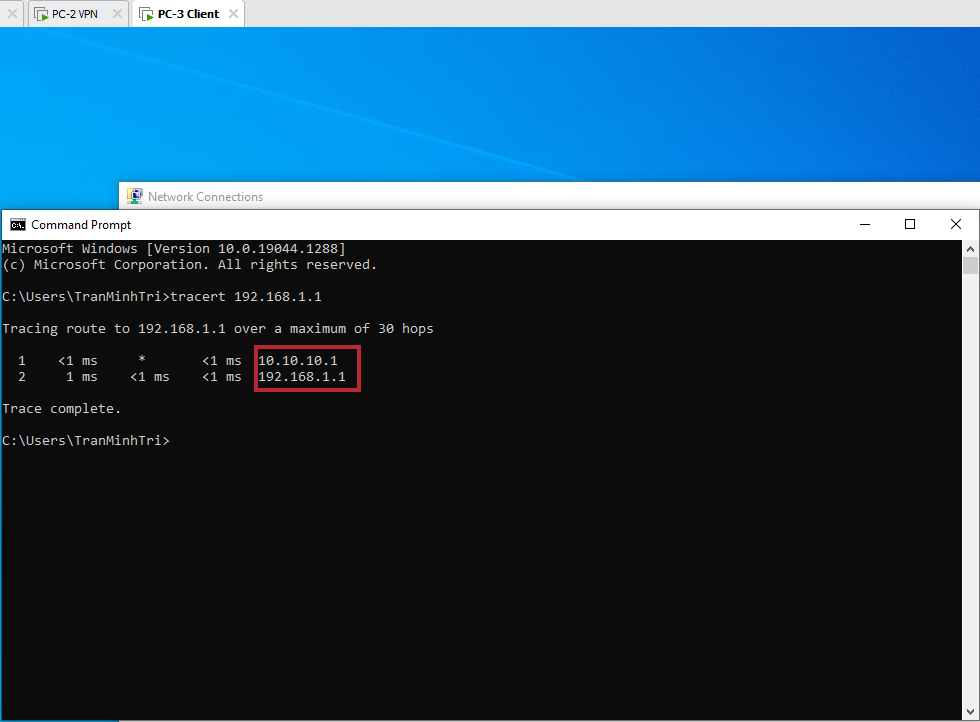 PC-2 VPN
PC-3 Client
Network Connections
Command Prompt
Microsoft Windows [Version 10.0.19044.1288]
(c) Microsoft Corporation. All rights reserved.
C:\Users\TranMinhTri>tracert 192.168.1.1
Tracing route to 192.168.1.1 over a maximum of 30 hops
1 <1 ms * <1 ms 10.10.10.1
2 1 ms <1 ms <1 ms 192.168.1.1
Trace complete.
C:\Users\TranMinhTri>